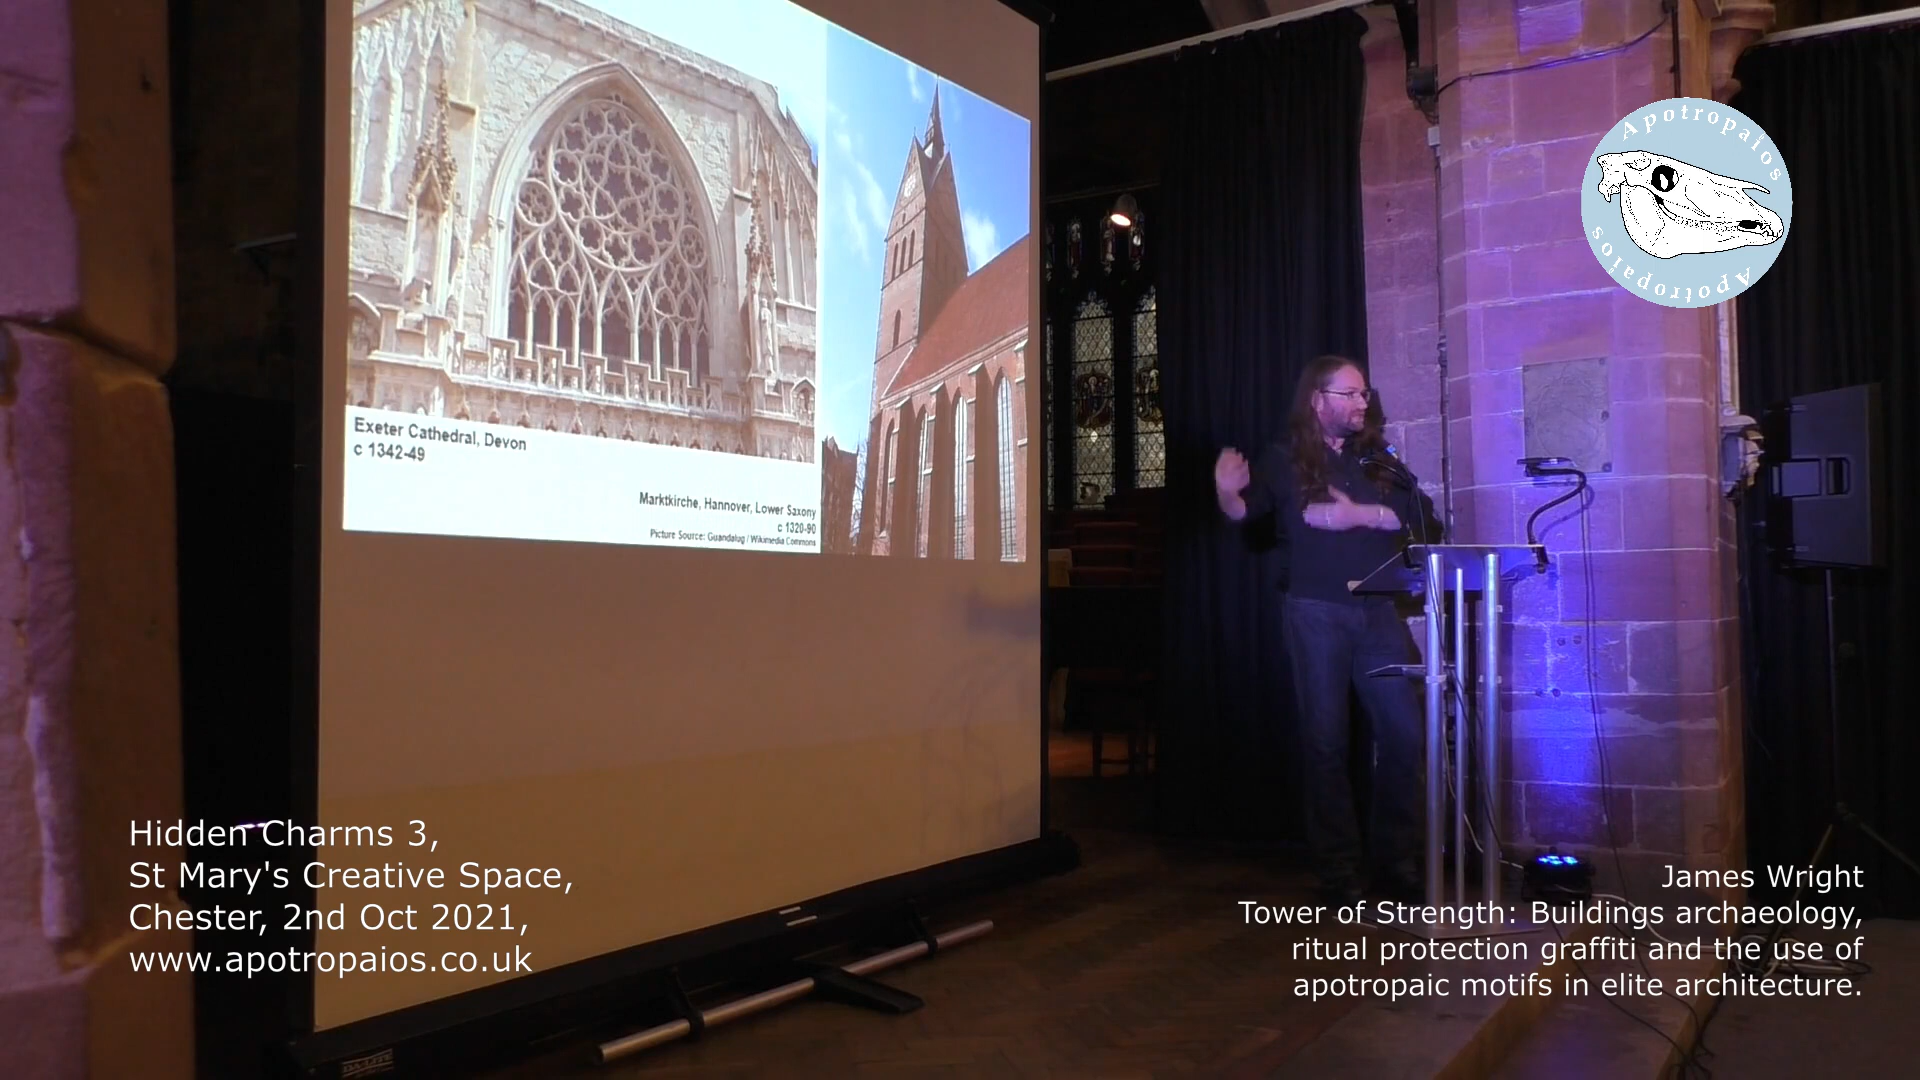 Exeter Cathedral, Devon
c 1342-49
Marktkirche, Hannover, Lower Saxony
c 1320-90
Picture Source: Guandalug / Wikimedia Commons
Apotropaios
Apotropaios
Hidden Charms 3,
St Mary's Creative Space,
Chester, 2nd Oct 2021,
www.apotropaios.co.uk
James Wright
Tower of Strength: Buildings archaeology,
ritual protection graffiti and the use of
apotropaic motifs in elite architecture.
DA-LITE